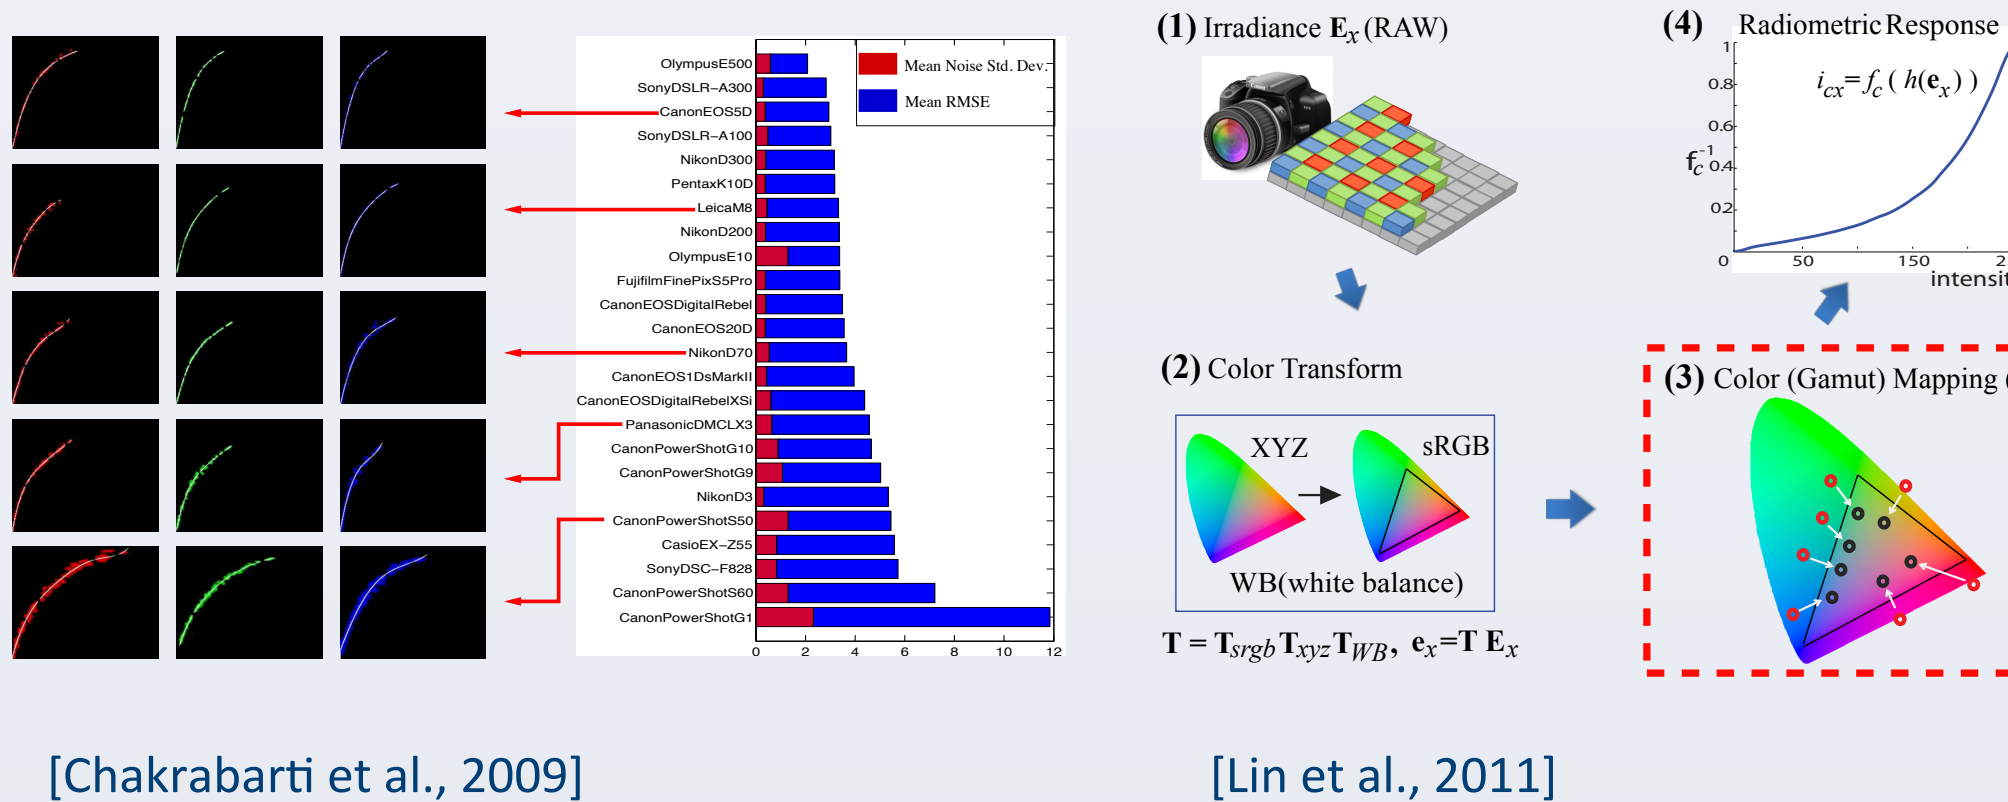 OlympusE500
SonyDSLR-A300
CanonEOS5D
SonyDSLR-A100
NikonD300
PentaxK10D
LeicaM8
NikonD200
OlympusE10
FujifilmFinePixS5Pro
CanonEOSDigitalRebel
CanonEOS20D
NikonD70
CanonEOS1DsMarkII
CanonEOSDigitalRebelXSi
PanasonicDMCLX3
CanonPowerShotG10
CanonPowerShotG9
NikonD3
CanonPowerShotS50
CasioEX-Z55
SonyDSC-F828
CanonPowerShotS60
CanonPowerShotG1
Mean Noise Std. Dev.
Mean RMSE
0 2 4 6 8 10 12
[Chakrabarti et al., 2009]
(1) Irradiance Ex (RAW)
(2) Color Transform
XYZ sRGB
WB(white balance)
T = Tsrgb Txyz TWB, ex=T Ex
(3) Color (Gamut) Mapping (
(4) Radiometric Response
icx=fc ( h(ex) )
1
0.8
0.6
fc-1 0.4
02
0 50 150 2
intensit
[Lin et al., 2011]